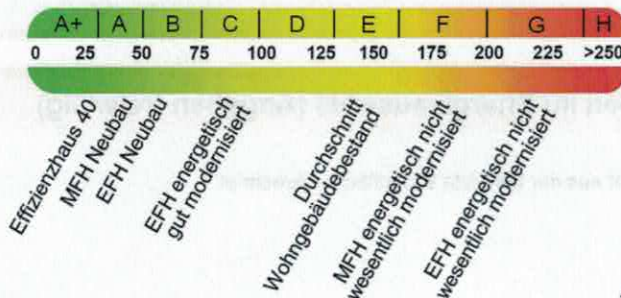 A+ A B C D E F G H
0 25 50 75 100 125 150 175 200 225 >250
Effizienzhaus 40
MFH Neubau
EFH Neubau
EFH energetisch
gut modernisiert
Durchschnitt
Wohngebäudebestand
MFH energetisch nicht
wesentlich modernisiert
EFH energetisch nicht
wesentlich modernisiert